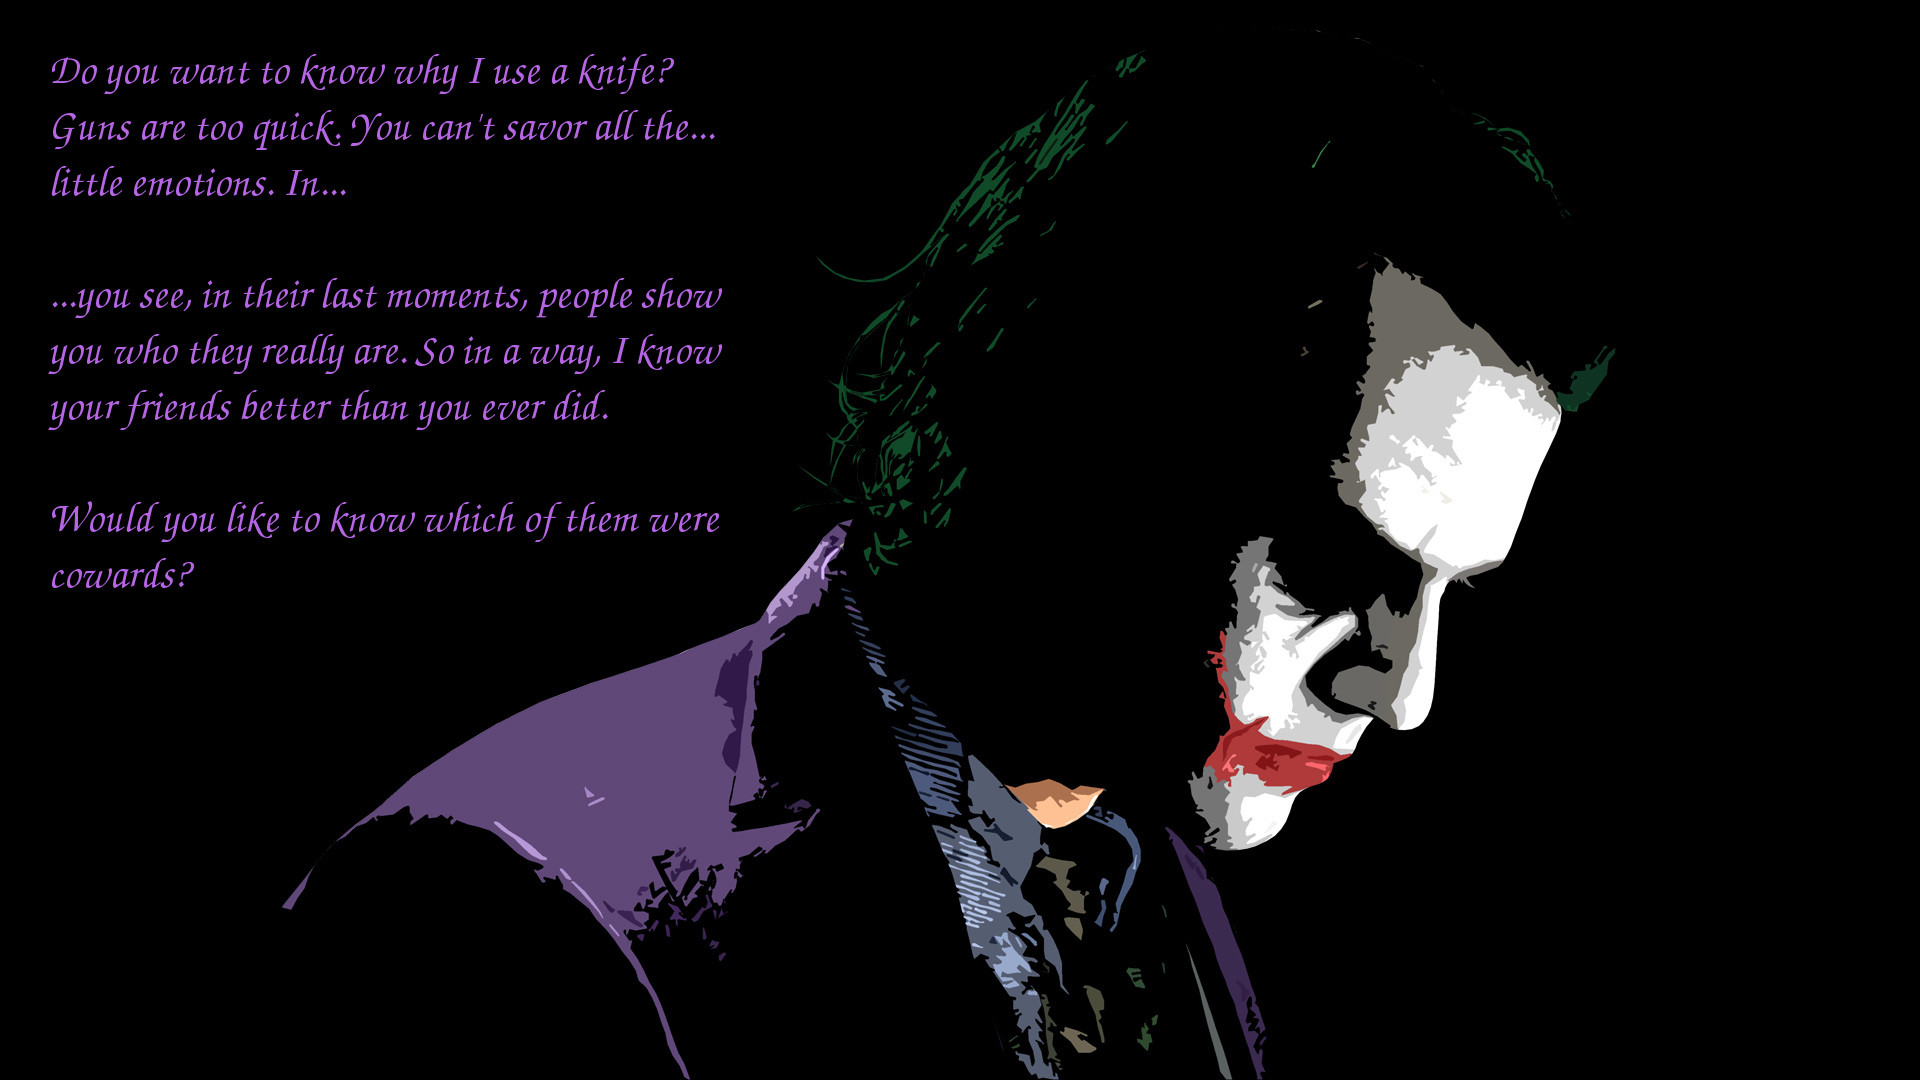 Do you want to know why I use a knife?
Guns are too quick. You can't savor all the...
little emotions. In...
...you see, in their last moments, people show
you who they really are. So in a way, I know
your friends better than you ever did.
Would you like to know which of them were
cowards?